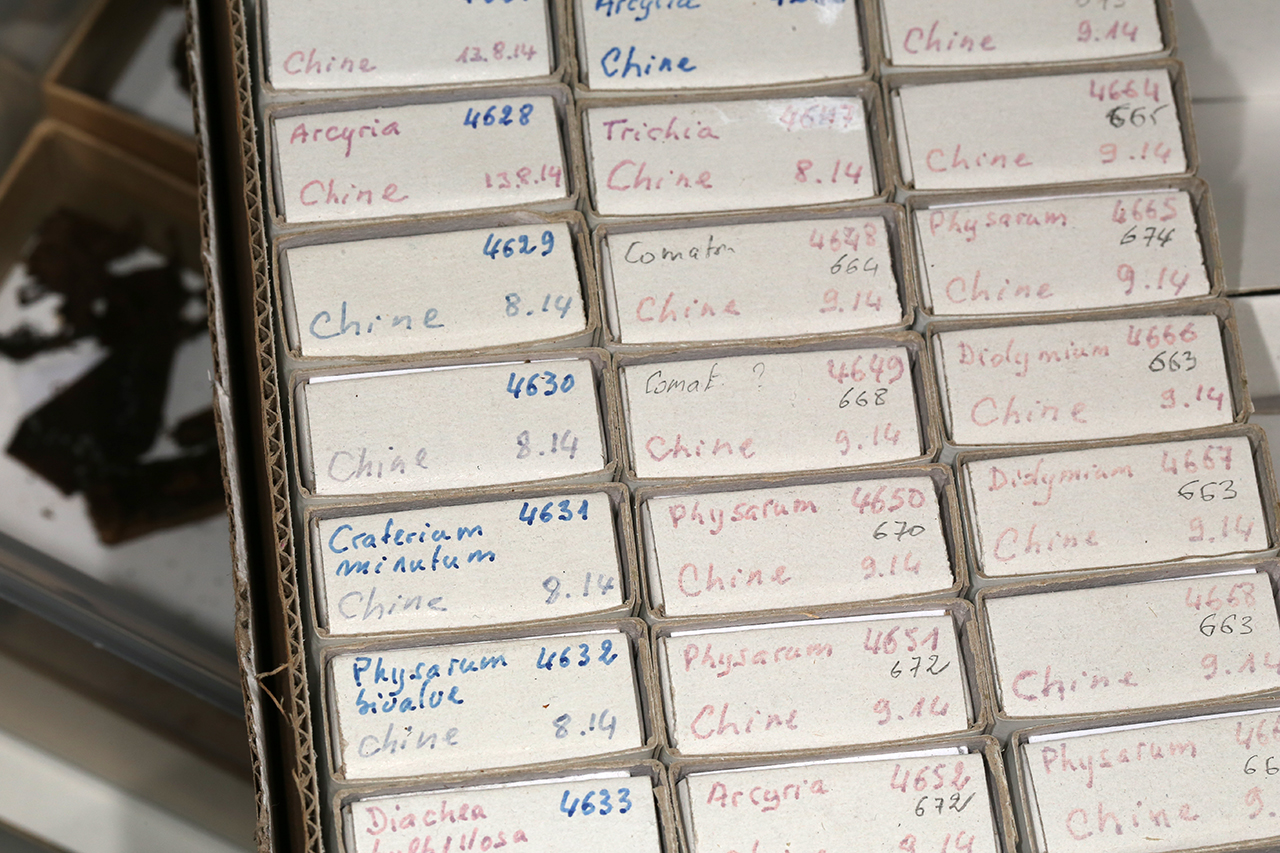 Chine 13.8.14
Arcyria 4628
Chine 13.8.14
4629
Chine 8.14
4630
Chine 8.14
Craterium 4631
minutum
Chine 8.14
Physarum 4632
bivalve
Chine 8.14
Diachea 4633
Arcyria
Chine
Trichia 4647
Chine 8.14
4648
664
Chine 9.14
Comat. ? 4649
668
Chine 9.14
Physarum 4650
670
Chine 9.14
Physarum 4651
672
Chine 9.14
Arcyria 4652
672
Chine 9.14
Chine 9.14
4664
665
Chine 9.14
Physarum 4665
674
Chine 9.14
Didymium 4666
663
Chine 9.14
Didymium 4667
663
Chine 9.14
4668
663
Chine 9.14
Physarum
Chine